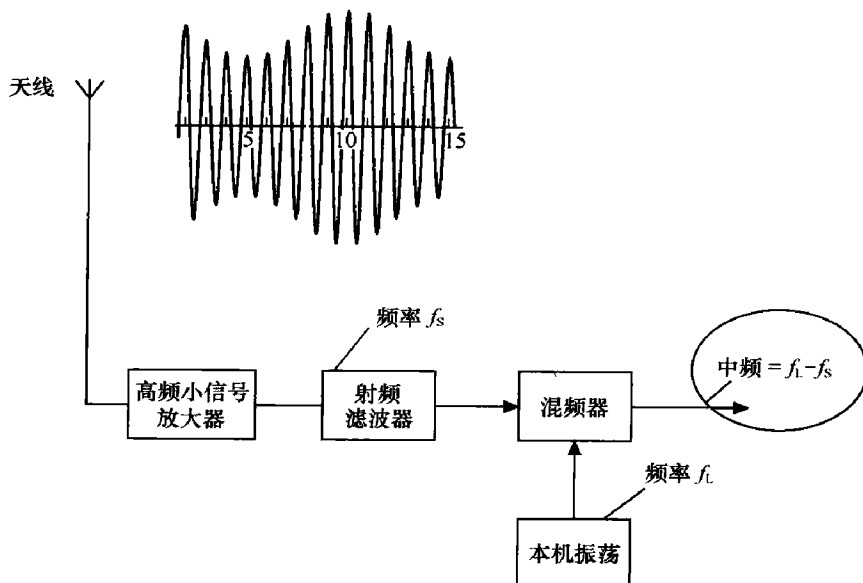 天线
5
10
15
频率 fS
高频小信号
放大器
射频
滤波器
混频器
中频 = fL-fS
频率 fL
本机振荡